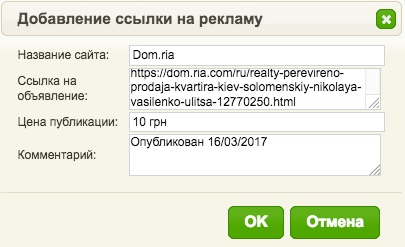 Добавление ссылки на рекламу
Название сайта: Dom.ria
Ссылка на объявление:
https://dom.ria.com/ru/realty-perevireno-
prodaja-kvartira-kiev-solomenskiy-nikolaya-
vasilenko-ulitsa-12770250.html
Цена публикации: 10 грн
Комментарий: Опубликован 16/03/2017
OK Отмена